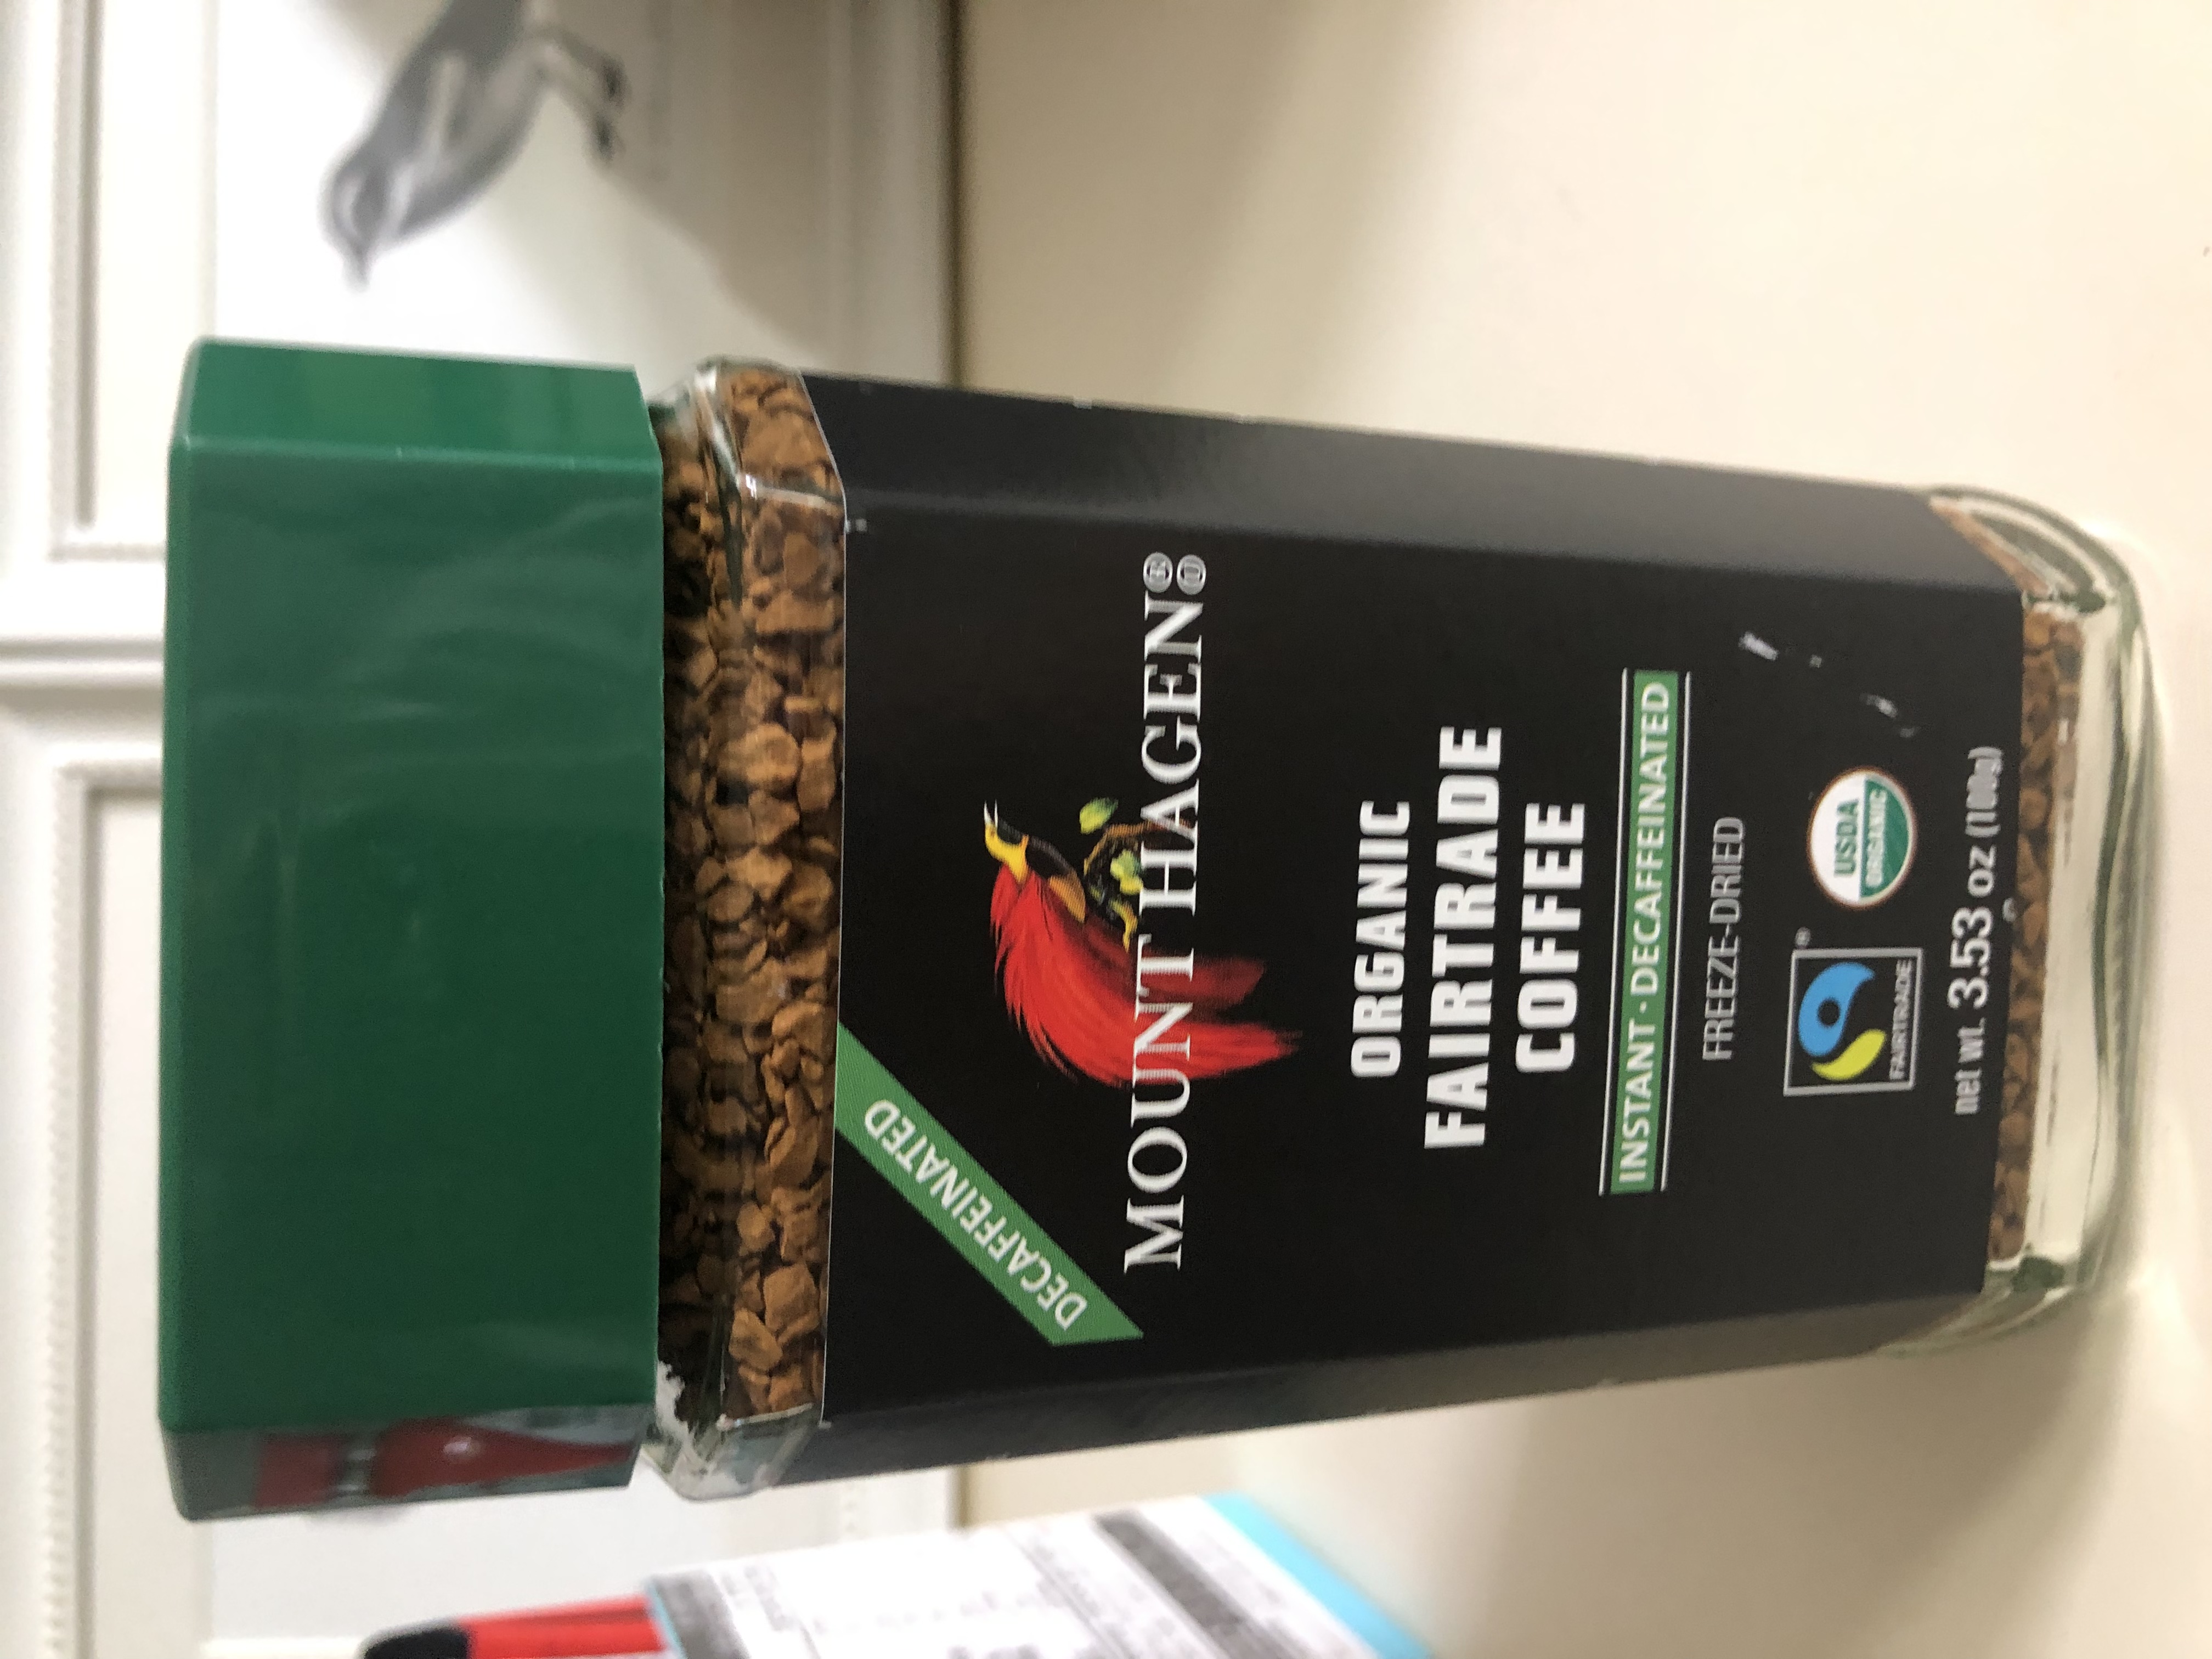 DECAFFEINATED
MOUNT HAGEN®
Ⓤ
ORGANIC
FAIRTRADE
COFFEE
INSTANT·DECAFFEINATED
FREEZE-DRIED
FAIRTRADE ®
USDA
ORGANIC
net wt. 3.53 oz (100g)